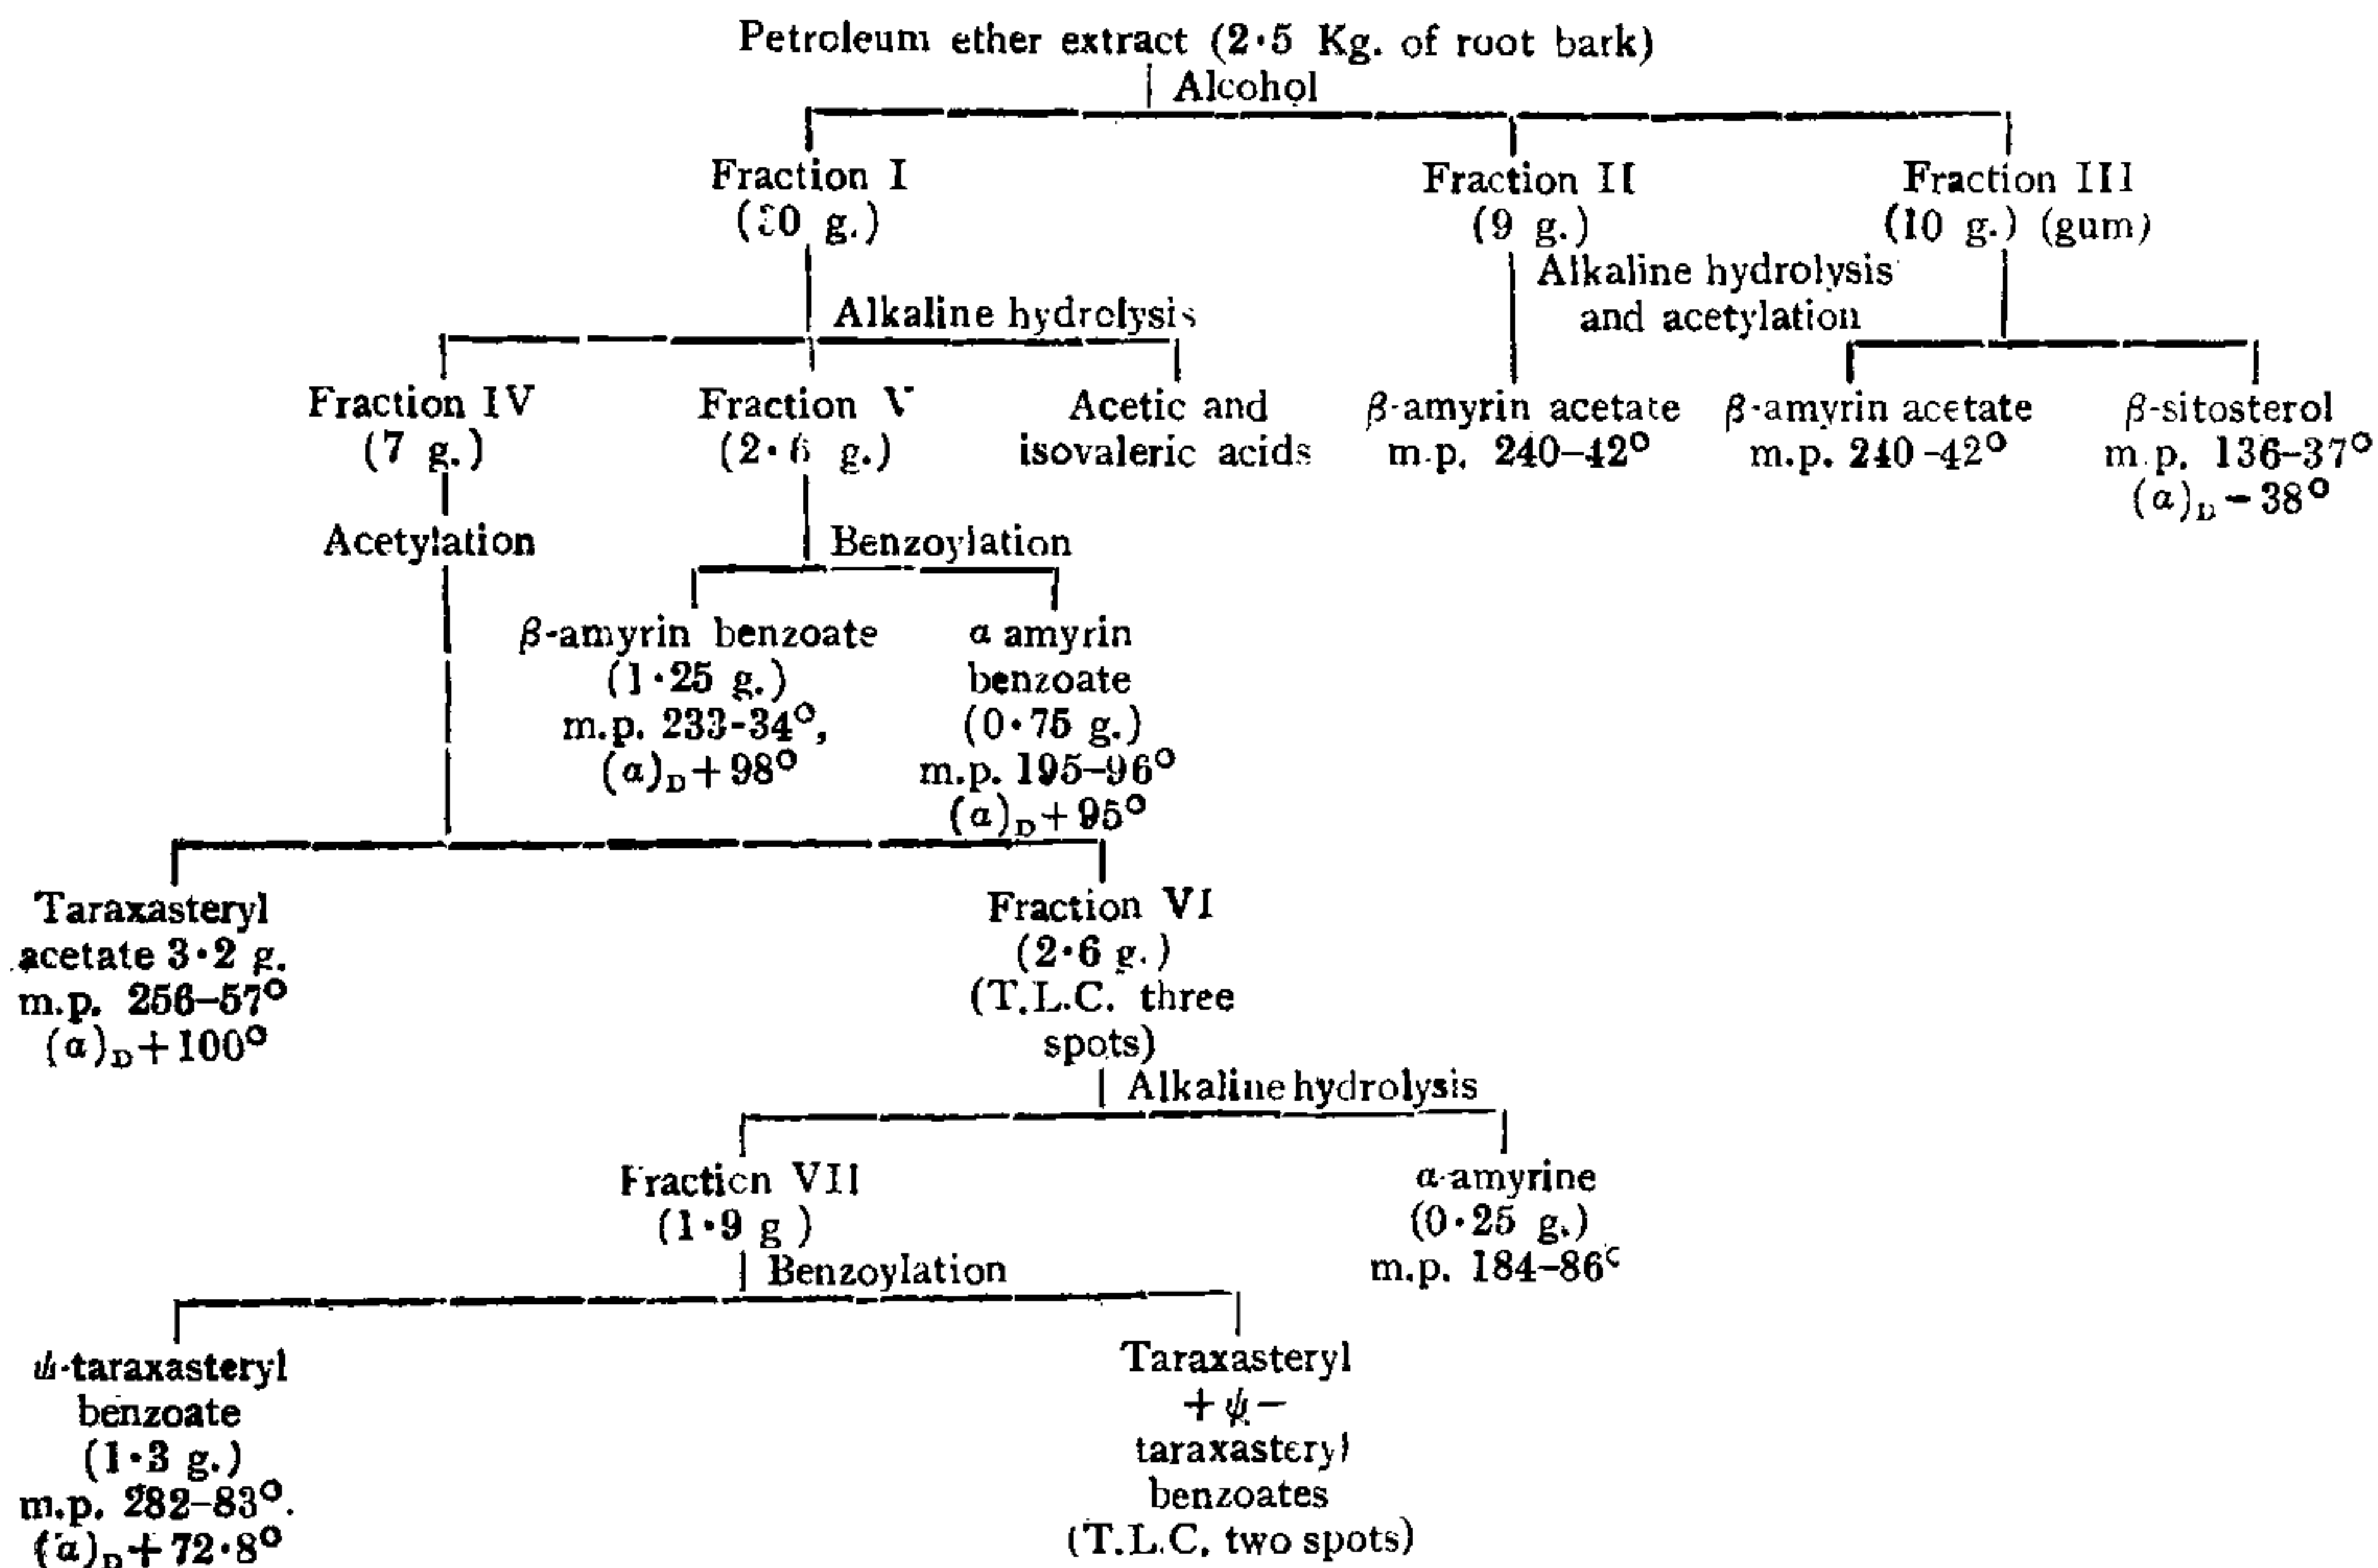 Petroleum ether extract (2·5 Kg. of root bark)
Alcohol
Fraction I
g.)
Fraction II
(9 g.)
Fraction III
(10 g.) (gum)
Alkaline hydrolysis
and acetylation
Alkaline hydrolysis
Fraction IV
(7 g.)
Fraction V
(2·6 g.)
Acetic and
isovaleric acids
β-amyrin acetate
m.p. 240–42°
β-amyrin acetate
m.p. 240-42°
β-sitosterol
m.p. 136–37°
(α)D – 38°
Acetylation
Benzoylation
β-amyrin benzoate
(1·25 g.)
m.p. 233-34°,
(α)D + 98°
α amyrin
benzoate
(0·75 g.)
m.p. 195–96°
(α)D + 95°
Taraxasteryl
acetate 3·2 g.
m.p. 256–57°
(α)D + 100°
Fraction VI
(2·6 g.)
(T.L.C. three
spots)
Alkaline hydrolysis
Fraction VII
(1·9 g )
α-amyrine
(0·25 g.)
m.p. 184–86°
Benzoylation
ψ-taraxasteryl
benzoate
(1·3 g.)
m.p. 282–83°.
(α)D + 72·8°
Taraxasteryl
+ ψ –
taraxasteryl
benzoates
(T.L.C. two spots)